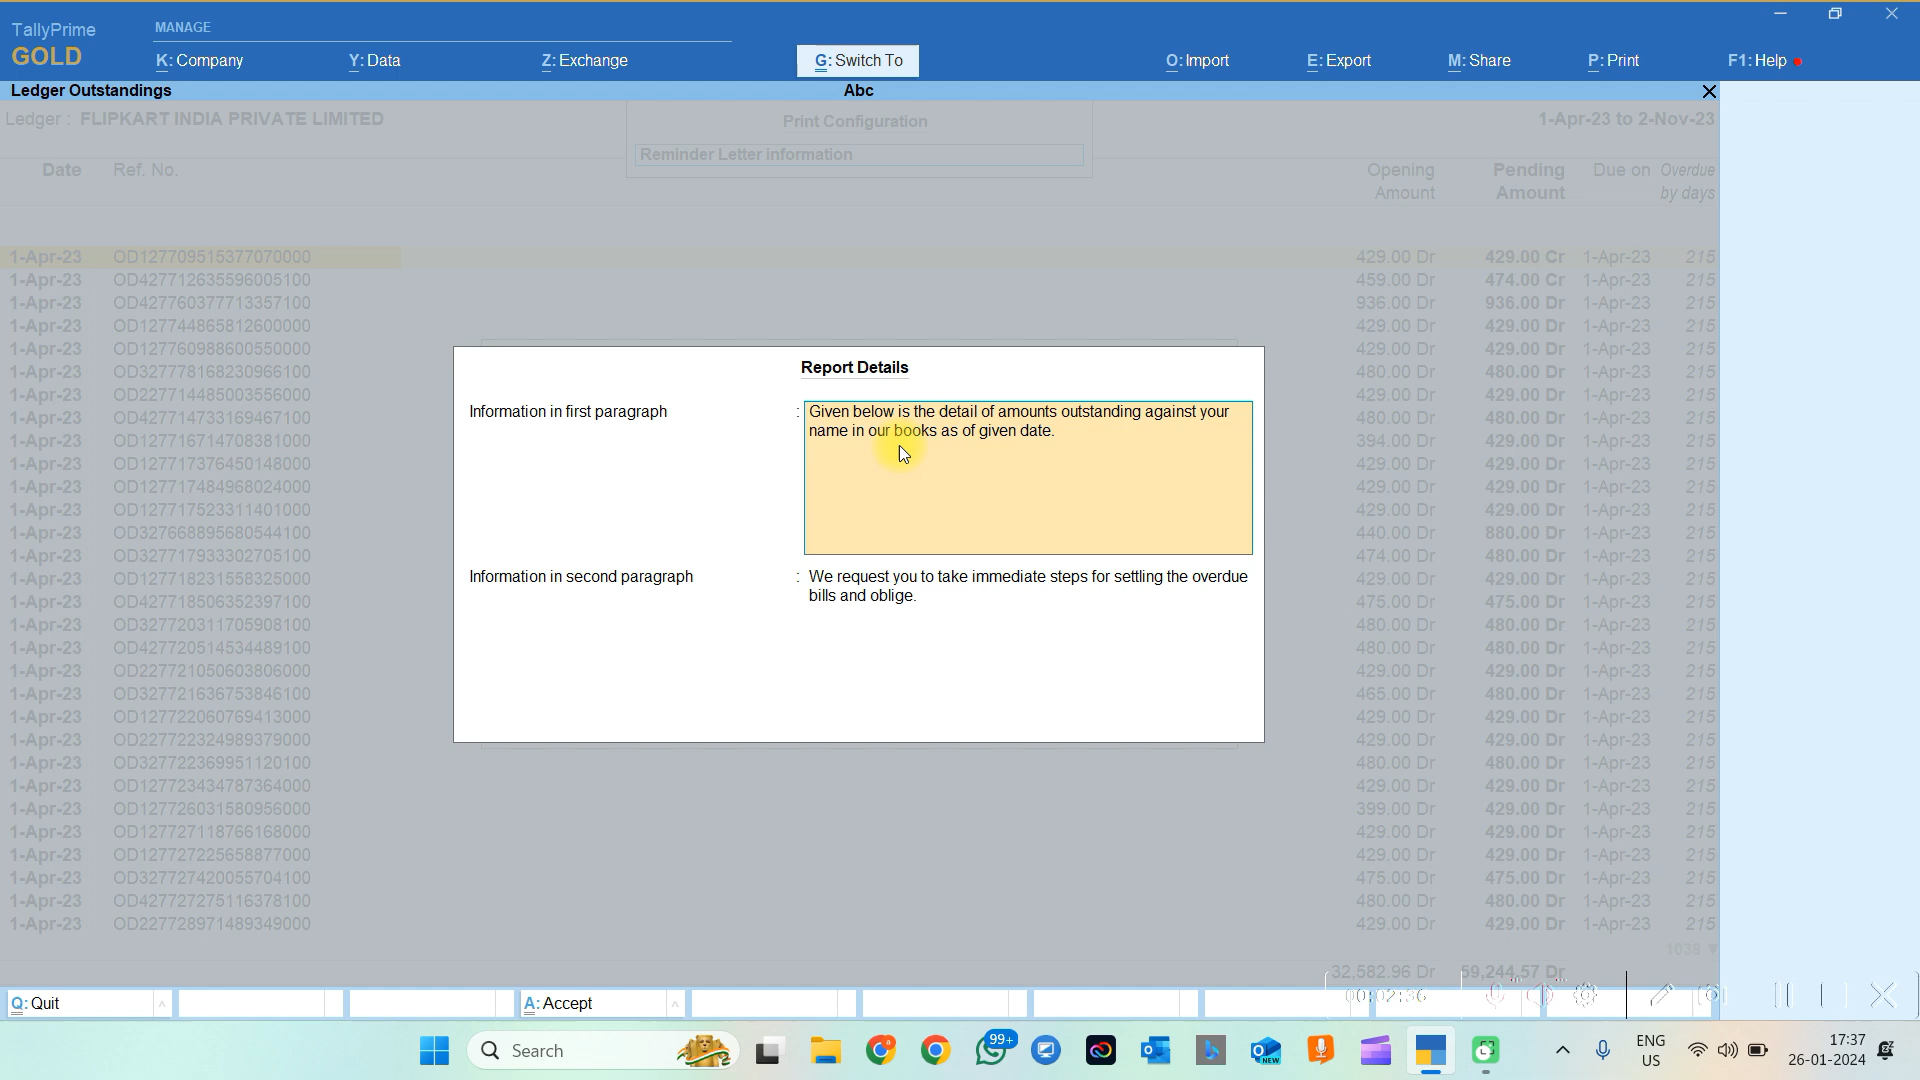 TallyPrime
GOLD
MANAGE
K: Company
Y: Data
Z: Exchange
G: Switch To
O: Import
E: Export
M: Share
P: Print
F1: Help
Ledger Outstandings
Abc
Ledger : FLIPKART INDIA PRIVATE LIMITED
Print Configuration
Reminder Letter information
1-Apr-23 to 2-Nov-23
Date Ref. No. Opening Amount Pending Amount Due on Overdue by days
1-Apr-23 OD127709515377070000 429.00 Dr 429.00 Cr 1-Apr-23 215
1-Apr-23 OD427712635596005100 459.00 Dr 474.00 Cr 1-Apr-23 215
1-Apr-23 OD427760377713357100 936.00 Dr 936.00 Dr 1-Apr-23 215
1-Apr-23 OD127744865812600000 429.00 Dr 429.00 Dr 1-Apr-23 215
1-Apr-23 OD127760988600550000 429.00 Dr 429.00 Dr 1-Apr-23 215
1-Apr-23 OD327778168230966100 480.00 Dr 480.00 Dr 1-Apr-23 215
1-Apr-23 OD227714485003556000 429.00 Dr 429.00 Dr 1-Apr-23 215
1-Apr-23 OD427714733169467100 480.00 Dr 480.00 Dr 1-Apr-23 215
1-Apr-23 OD127716714708381000 394.00 Dr 429.00 Dr 1-Apr-23 215
1-Apr-23 OD127717376450148000 429.00 Dr 429.00 Dr 1-Apr-23 215
1-Apr-23 OD127717484968024000 429.00 Dr 429.00 Dr 1-Apr-23 215
1-Apr-23 OD127717523311401000 429.00 Dr 429.00 Dr 1-Apr-23 215
1-Apr-23 OD327668895680544100 440.00 Dr 880.00 Dr 1-Apr-23 215
1-Apr-23 OD327717933302705100 474.00 Dr 480.00 Dr 1-Apr-23 215
1-Apr-23 OD127718231558325000 429.00 Dr 429.00 Dr 1-Apr-23 215
1-Apr-23 OD427718506352397100 475.00 Dr 475.00 Dr 1-Apr-23 215
1-Apr-23 OD327720311705908100 480.00 Dr 480.00 Dr 1-Apr-23 215
1-Apr-23 OD427720514534489100 480.00 Dr 480.00 Dr 1-Apr-23 215
1-Apr-23 OD227721050603806000 429.00 Dr 429.00 Dr 1-Apr-23 215
1-Apr-23 OD327721636753846100 465.00 Dr 480.00 Dr 1-Apr-23 215
1-Apr-23 OD127722060769413000 429.00 Dr 429.00 Dr 1-Apr-23 215
1-Apr-23 OD227722324989379000 429.00 Dr 429.00 Dr 1-Apr-23 215
1-Apr-23 OD327722369951120100 480.00 Dr 480.00 Dr 1-Apr-23 215
1-Apr-23 OD127723434787364000 429.00 Dr 429.00 Dr 1-Apr-23 215
1-Apr-23 OD127726031580956000 399.00 Dr 429.00 Dr 1-Apr-23 215
1-Apr-23 OD127727118766168000 429.00 Dr 429.00 Dr 1-Apr-23 215
1-Apr-23 OD127727225658877000 429.00 Dr 429.00 Dr 1-Apr-23 215
1-Apr-23 OD327727420055704100 475.00 Dr 475.00 Dr 1-Apr-23 215
1-Apr-23 OD427727275116378100 480.00 Dr 480.00 Dr 1-Apr-23 215
1-Apr-23 OD227728971489349000 429.00 Dr 429.00 Dr 1-Apr-23 215
1038
32,582.96 Dr 59,244.57 Dr
Report Details
Information in first paragraph : Given below is the detail of amounts outstanding against your
name in our books as of given date.
Information in second paragraph : We request you to take immediate steps for settling the overdue
bills and oblige.
Q: Quit
A: Accept
00:02:36
Search
99+
NEW
ENG
US
17:37
26-01-2024